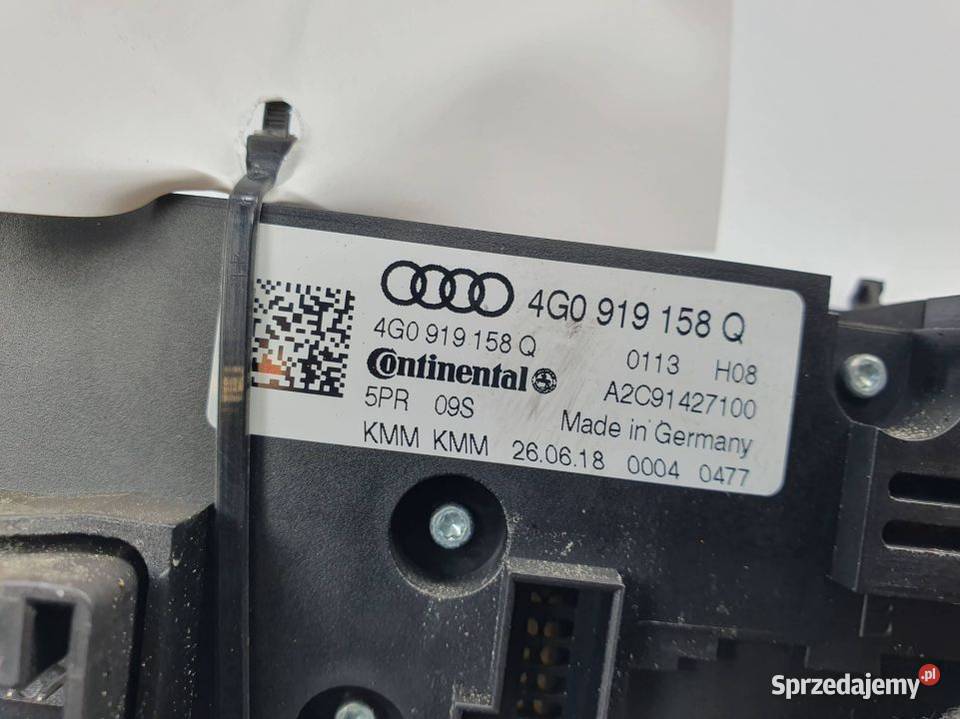 4G0 919 158 Q
4G0 919 158 Q 0113 H08
Continental A2C91427100
5PR 09S Made in Germany
KMM KMM 26.06.18 0004 0477
Sprzedajemy.pl